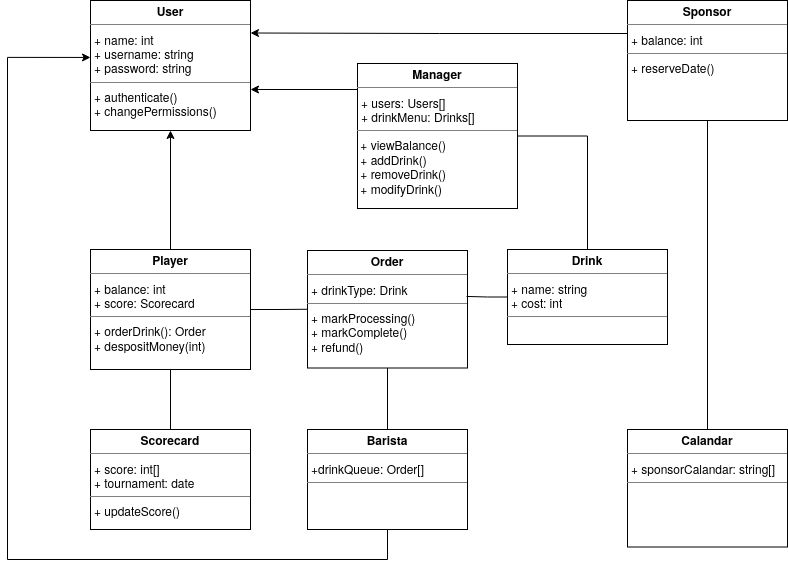 User
+ name: int
+ username: string
+ password: string
+ authenticate()
+ changePermissions()
Sponsor
+ balance: int
+ reserveDate()
Manager
+ users: Users[]
+ drinkMenu: Drinks[]
+ viewBalance()
+ addDrink()
+ removeDrink()
+ modifyDrink()
Player
+ balance: int
+ score: Scorecard
+ orderDrink(): Order
+ despositMoney(int)
Order
+ drinkType: Drink
+ markProcessing()
+ markComplete()
+ refund()
Drink
+ name: string
+ cost: int
Scorecard
+ score: int[]
+ tournament: date
+ updateScore()
Barista
+drinkQueue: Order[]
Calandar
+ sponsorCalandar: string[]